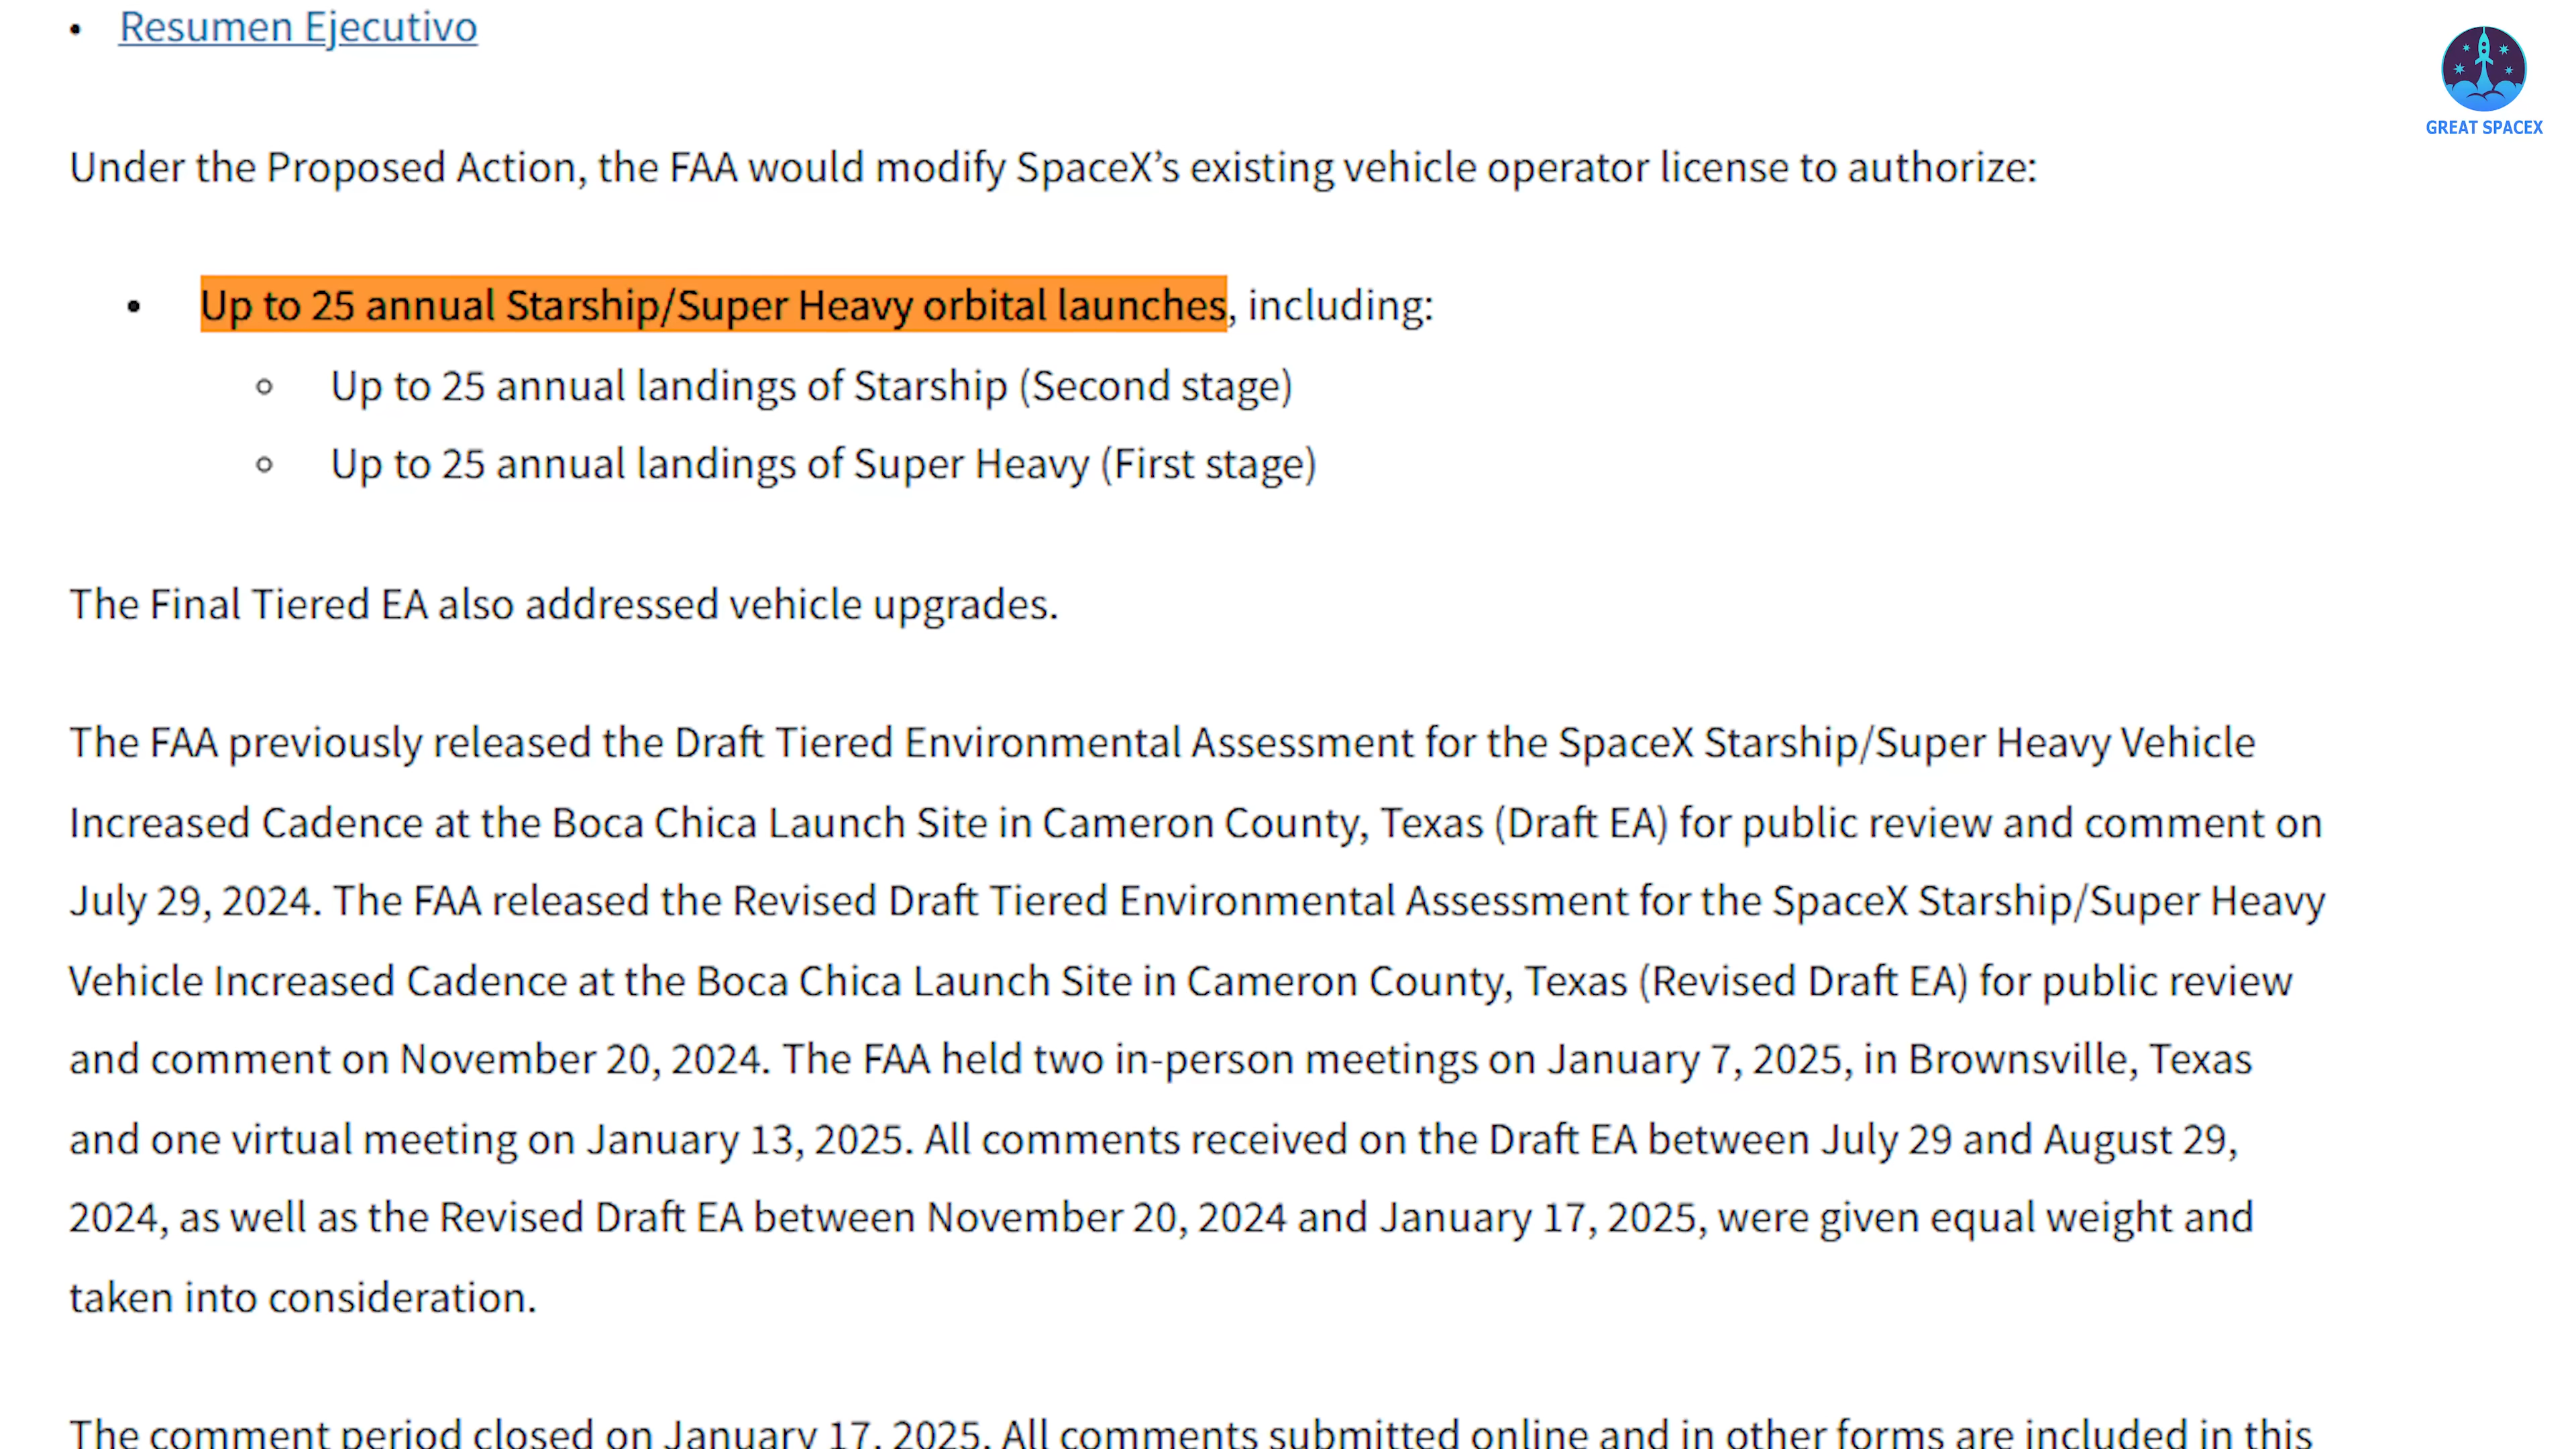 • Resumen Ejecutivo
GREAT SPACEX
Under the Proposed Action, the FAA would modify SpaceX’s existing vehicle operator license to authorize:
• Up to 25 annual Starship/Super Heavy orbital launches, including:
○ Up to 25 annual landings of Starship (Second stage)
○ Up to 25 annual landings of Super Heavy (First stage)
The Final Tiered EA also addressed vehicle upgrades.
The FAA previously released the Draft Tiered Environmental Assessment for the SpaceX Starship/Super Heavy Vehicle
Increased Cadence at the Boca Chica Launch Site in Cameron County, Texas (Draft EA) for public review and comment on
July 29, 2024. The FAA released the Revised Draft Tiered Environmental Assessment for the SpaceX Starship/Super Heavy
Vehicle Increased Cadence at the Boca Chica Launch Site in Cameron County, Texas (Revised Draft EA) for public review
and comment on November 20, 2024. The FAA held two in-person meetings on January 7, 2025, in Brownsville, Texas
and one virtual meeting on January 13, 2025. All comments received on the Draft EA between July 29 and August 29,
2024, as well as the Revised Draft EA between November 20, 2024 and January 17, 2025, were given equal weight and
taken into consideration.
The comment period closed on January 17, 2025. All comments submitted online and in other forms are included in this